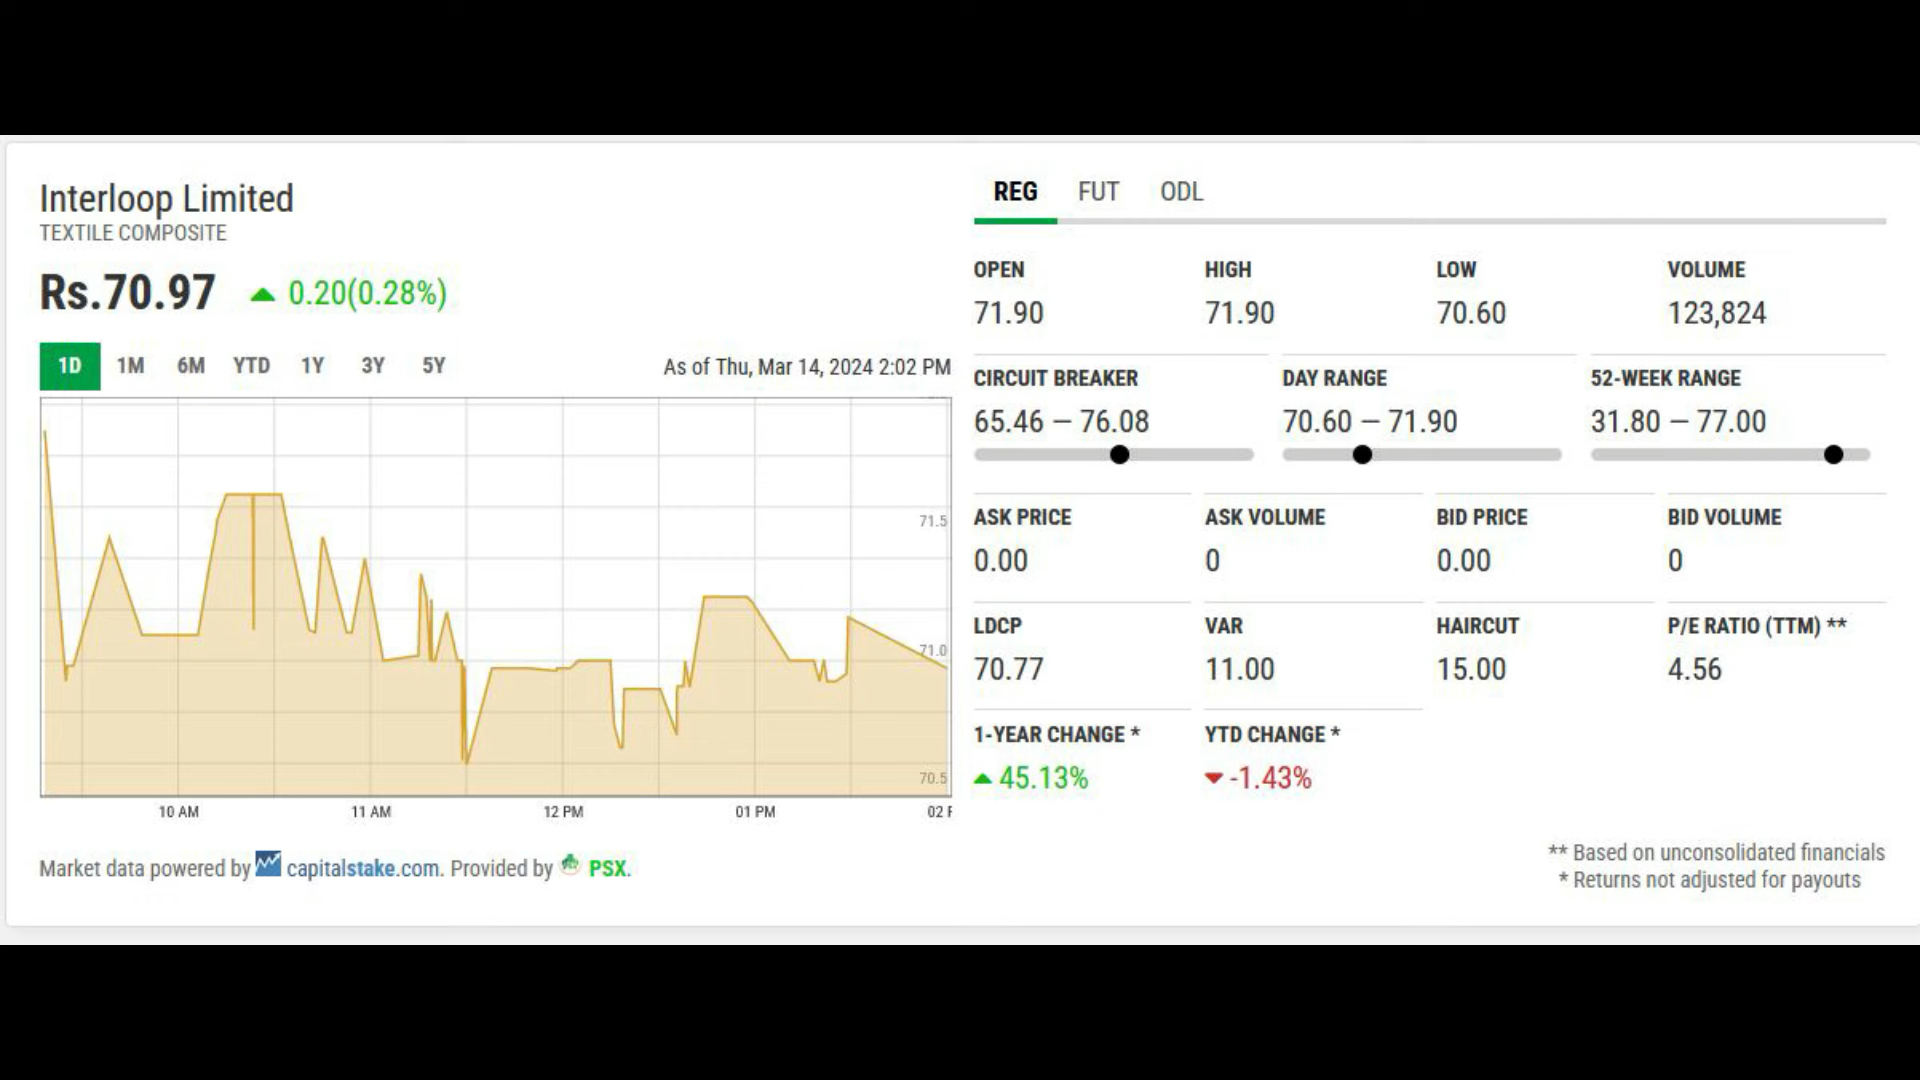 Interloop Limited
TEXTILE COMPOSITE
Rs.70.97 ▲ 0.20(0.28%)
1D 1M 6M YTD 1Y 3Y 5Y As of Thu, Mar 14, 2024 2:02 PM
71.5
71.0
70.5
10 AM 11 AM 12 PM 01 PM 02
Market data powered by capitalstake.com. Provided by PSX.
REG FUT ODL
OPEN HIGH LOW VOLUME
71.90 71.90 70.60 123,824
CIRCUIT BREAKER DAY RANGE 52-WEEK RANGE
65.46 — 76.08 70.60 — 71.90 31.80 — 77.00
ASK PRICE ASK VOLUME BID PRICE BID VOLUME
0.00 0 0.00 0
LDCP VAR HAIRCUT P/E RATIO (TTM) **
70.77 11.00 15.00 4.56
1-YEAR CHANGE * YTD CHANGE *
▲ 45.13% ▼ -1.43%
** Based on unconsolidated financials
* Returns not adjusted for payouts